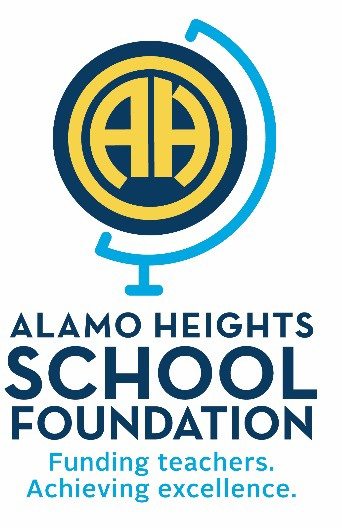 AH
ALAMO HEIGHTS
SCHOOL
FOUNDATION
Funding teachers.
Achieving excellence.